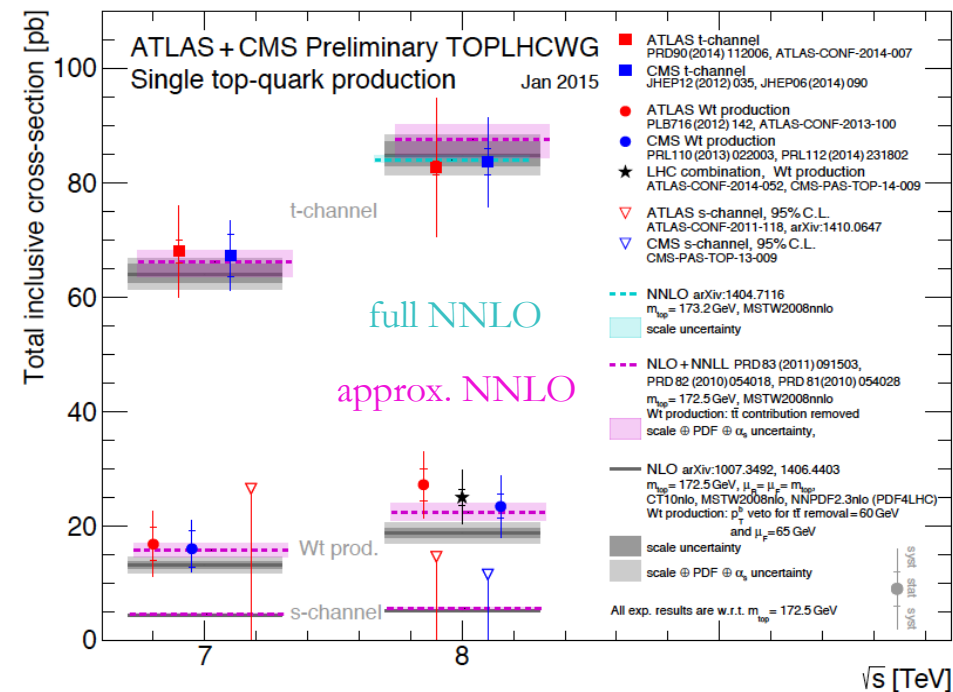 ATLAS+CMS Preliminary TOPLHCWG
Single top-quark production Jan 2015
Total inclusive cross-section [pb]
100
80
60
40
20
0
7
8
√s [TeV]
t-channel
full NNLO
approx. NNLO
Wt prod.
s-channel
ATLAS t-channel
PRD90(2014) 112006, ATLAS-CONF-2014-007
CMS t-channel
JHEP12 (2012) 035, JHEP06 (2014) 090
ATLAS Wt production
PLB716 (2012) 142, ATLAS-CONF-2013-100
CMS Wt production
PRL110 (2013) 022003, PRL112 (2014) 231802
LHC combination, Wt production
ATLAS-CONF-2014-052, CMS-PAS-TOP-14-009
ATLAS s-channel, 95% C.L.
ATLAS-CONF-2011-118, arXiv:1410.0647
CMS s-channel, 95% C.L.
CMS-PAS-TOP-13-009
NNLO arXiv:1404.7116
m_top = 173.2 GeV, MSTW2008nnlo
scale uncertainty
NLO+NNLL PRD83 (2011) 091503,
PRD82 (2010) 054018, PRD81(2010) 054028
m_top = 172.5 GeV, MSTW2008nnlo
Wt production: tt̄ contribution removed
scale ⊕ PDF ⊕ α_s uncertainty,
NLO arXiv:1007.3492, 1406.4403
m_top = 172.5 GeV, μ_R = μ_F = m_top,
CT10nlo, MSTW2008nlo, NNPDF2.3nlo (PDF4LHC)
Wt production: p_T^b veto for tt̄ removal = 60 GeV
and μ_F = 65 GeV
scale uncertainty
scale ⊕ PDF ⊕ α_s uncertainty
All exp. results are w.r.t. m_top = 172.5 GeV
syst stat syst